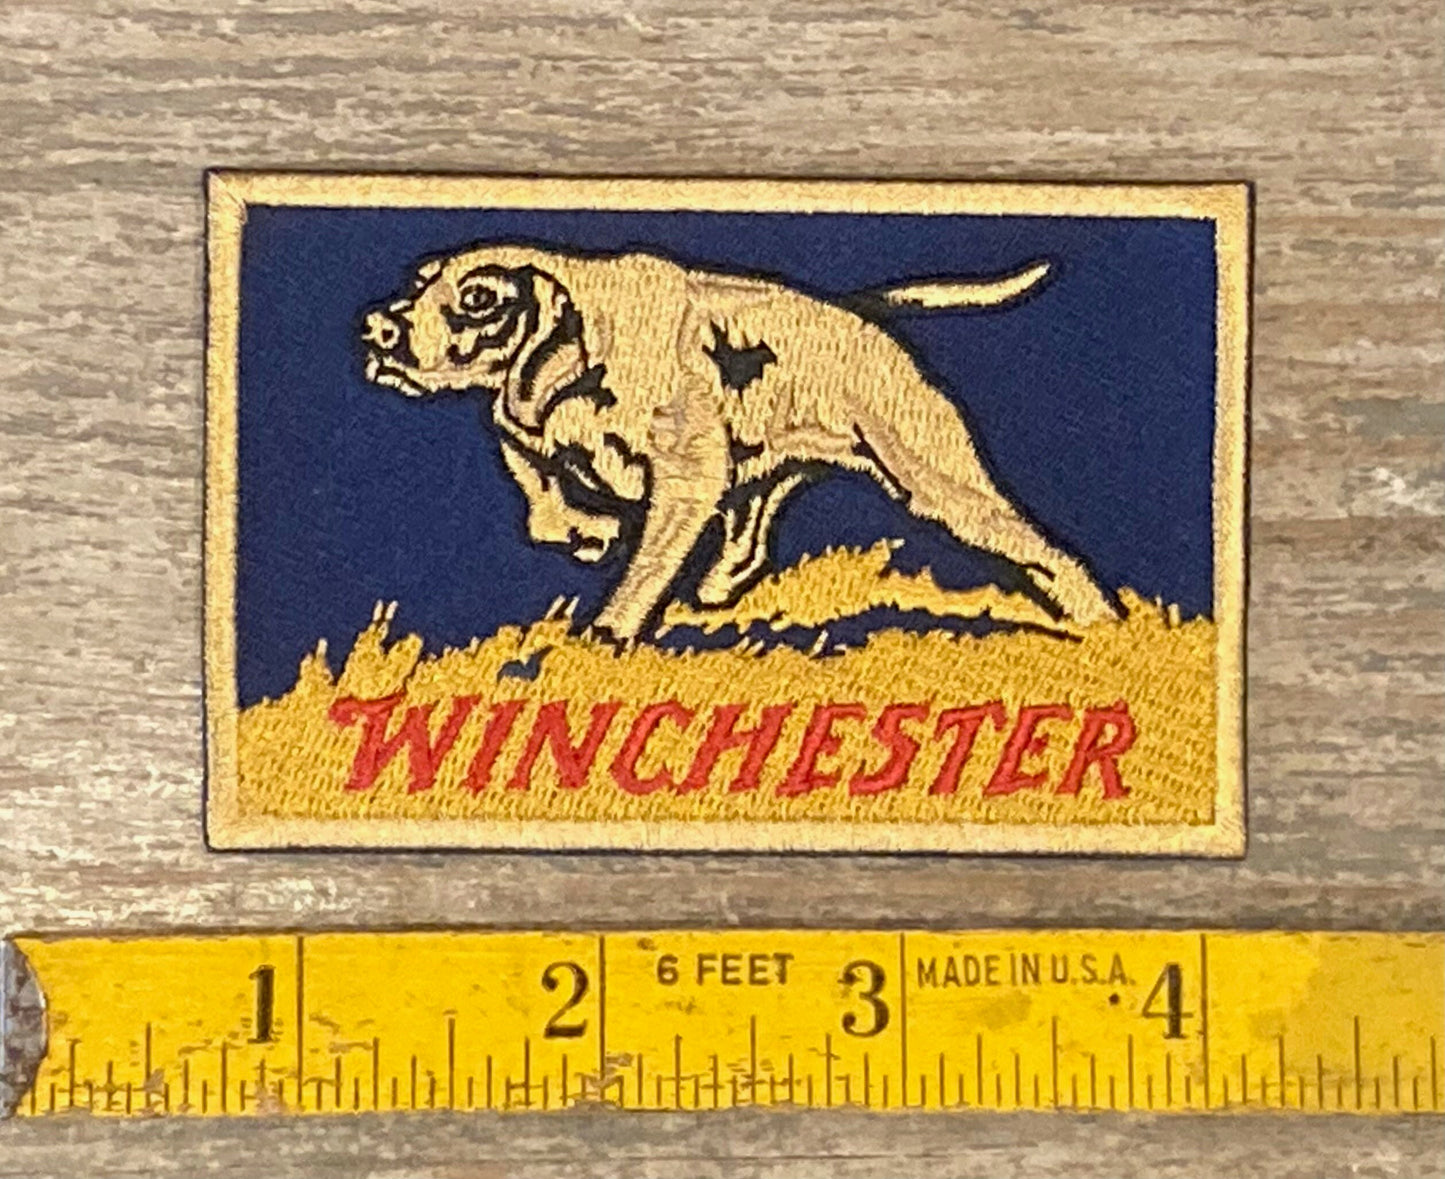 WINCHESTER
1 2 6 FEET 3 MADE IN U.S.A. 4